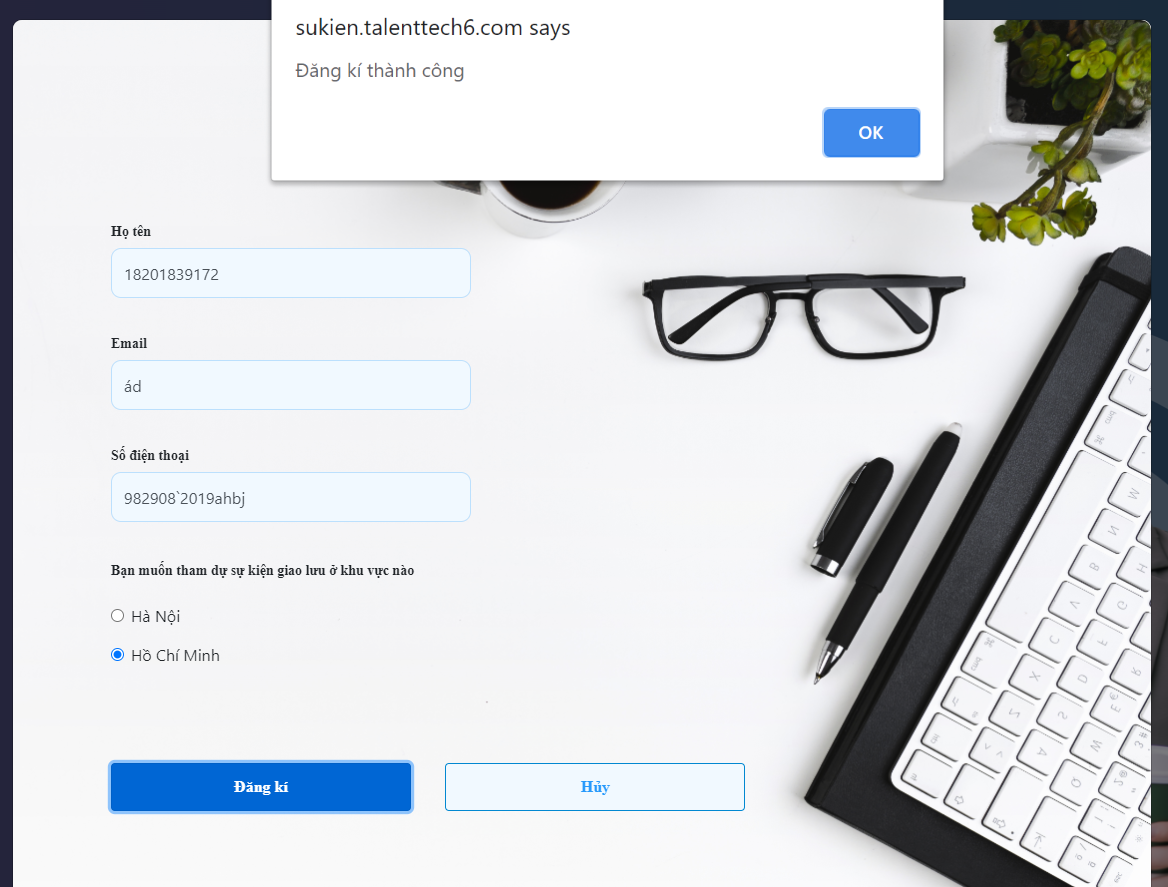 sukien.talenttech6.com says
Đăng kí thành công
OK
Họ tên
18201839172
Email
ád
Số điện thoại
982908`2019ahbj
Bạn muốn tham dự sự kiện giao lưu ở khu vực nào
Hà Nội
Hồ Chí Minh
Đăng kí
Hủy